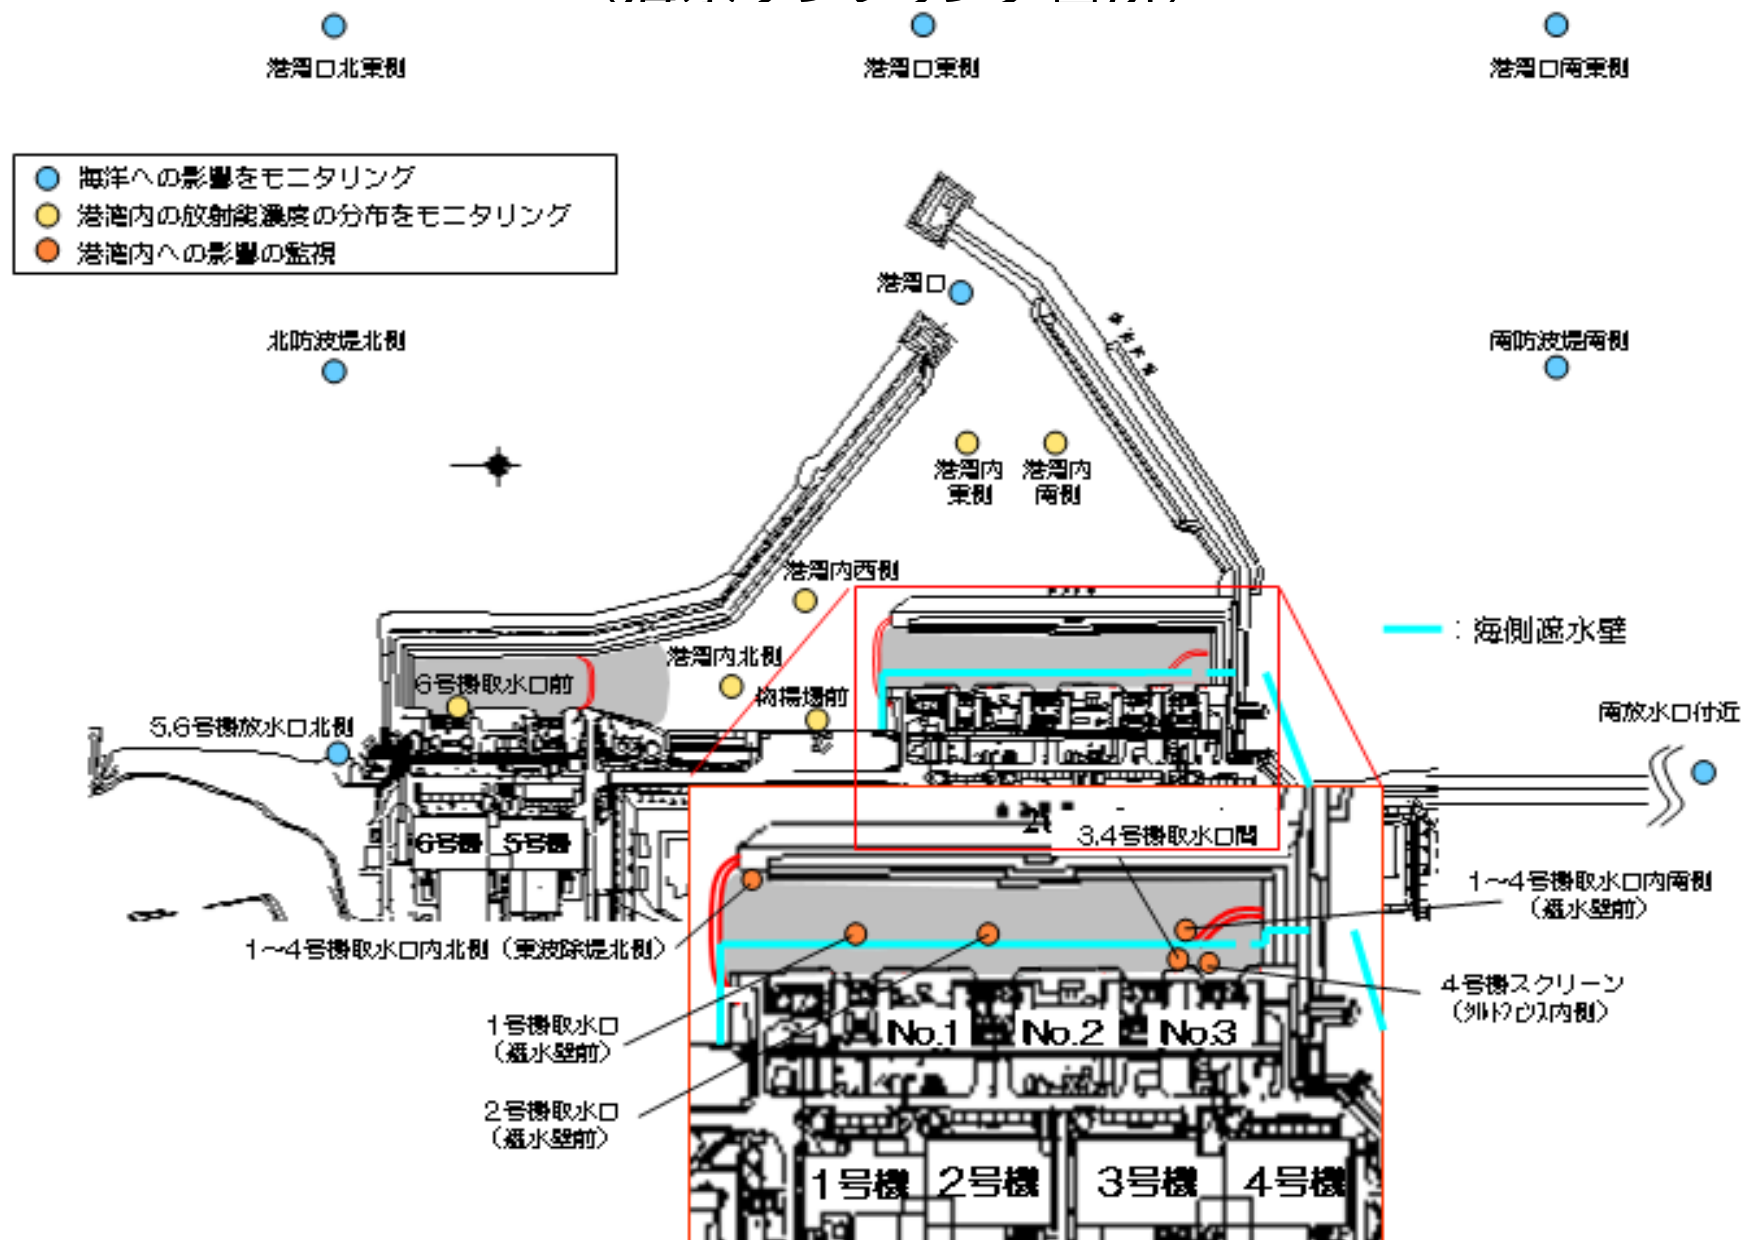 港湾口北東側
港湾口東側
港湾口南東側
海洋への影響をモニタリング
港湾内の放射能濃度の分布をモニタリング
港湾内への影響の監視
港湾口
北防波堤北側
南防波堤南側
港湾内
東側
港湾内
南側
港湾内西側
：海側遮水壁
港湾内北側
6号機取水口前
物揚場前
5,6号機放水口北側
南放水口付近
6号機
5号機
3,4号機取水口間
1～4号機取水口内南側
（遮水壁前）
1～4号機取水口内北側（東波除堤北側）
4号機スクリーン
（ｼﾙﾄﾌｪﾝｽ内側）
1号機取水口
（遮水壁前）
No.1
No.2
No3
2号機取水口
（遮水壁前）
1号機
2号機
3号機
4号機